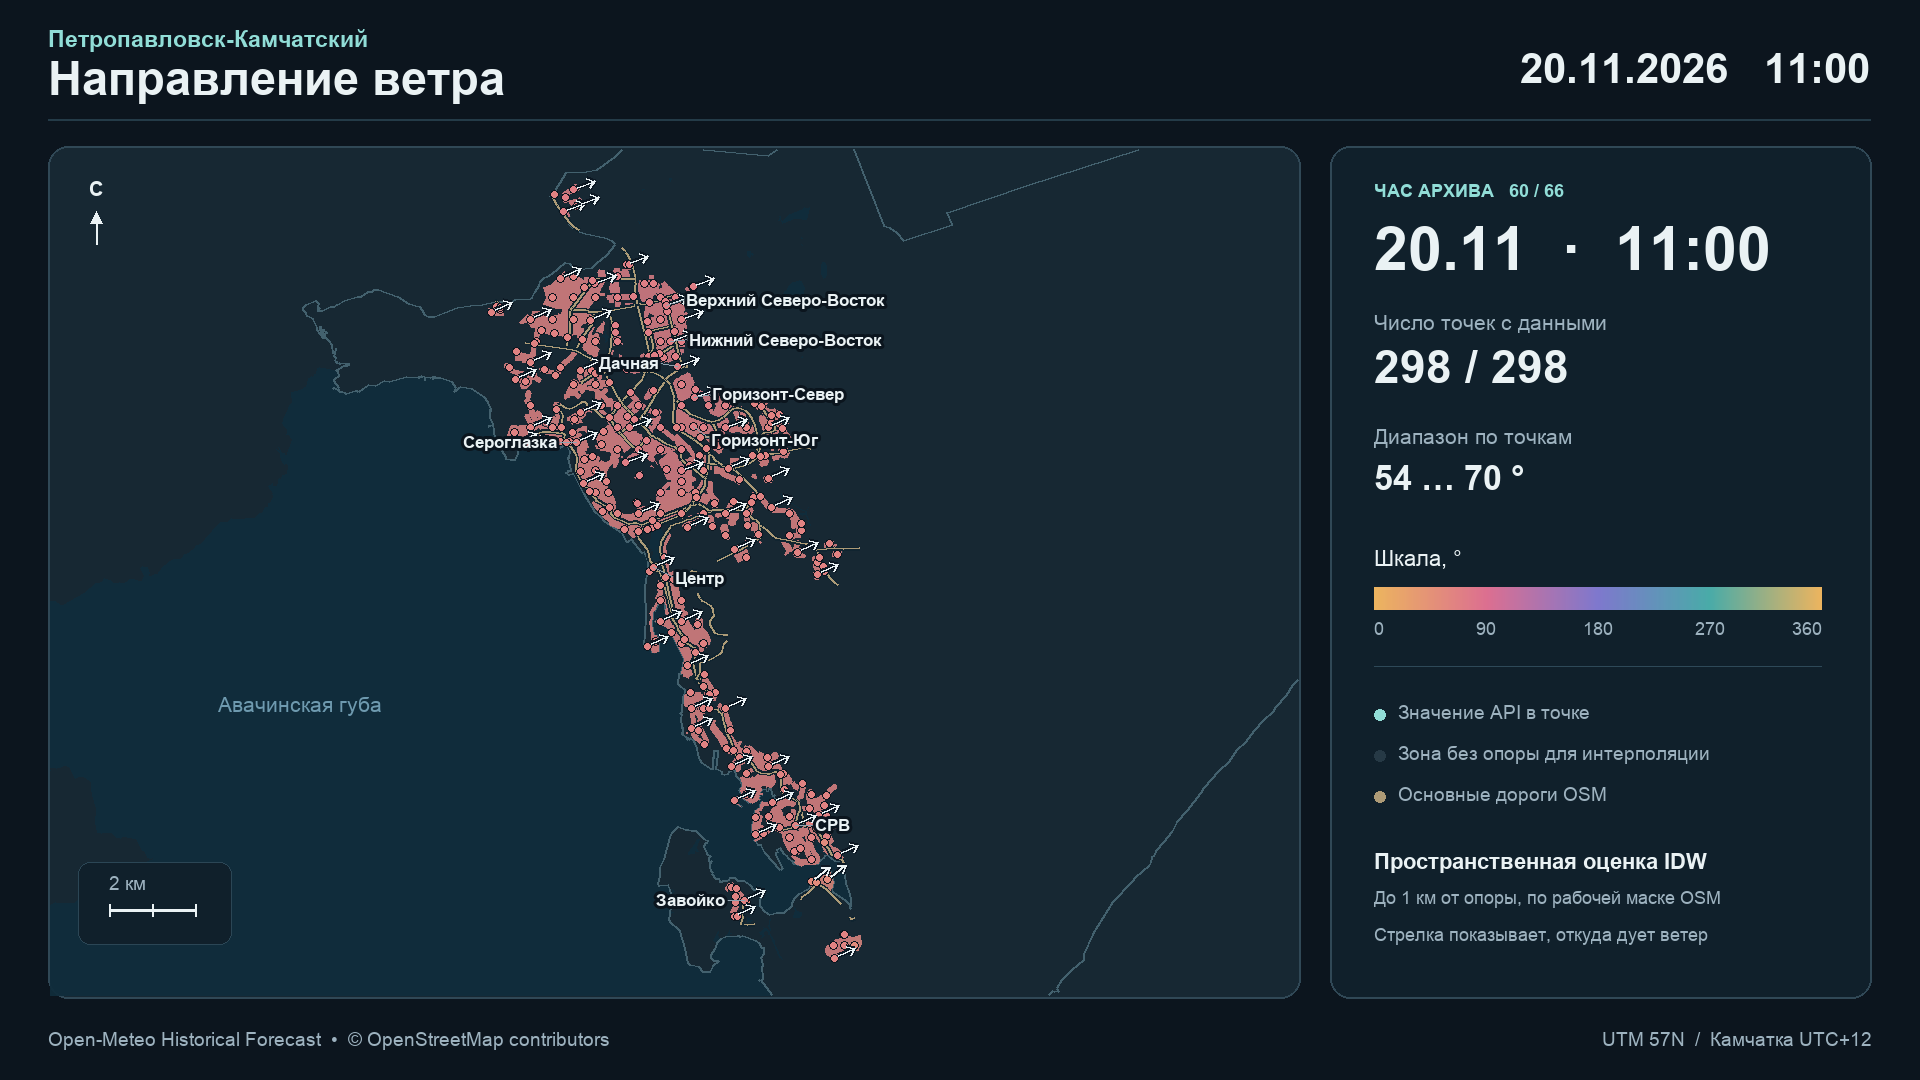 Петропавловск-Камчатский
Направление ветра
20.11.2026 11:00
С
Верхний Северо-Восток
Нижний Северо-Восток
Дачная
Горизонт-Север
Сероглазка
Горизонт-Юг
Центр
Авачинская губа
СРВ
Завойко
2 км
ЧАС АРХИВА 60 / 66
20.11 · 11:00
Число точек с данными
298 / 298
Диапазон по точкам
54 ... 70 °
Шкала, °
0 90 180 270 360
Значение API в точке
Зона без опоры для интерполяции
Основные дороги OSM
Пространственная оценка IDW
До 1 км от опоры, по рабочей маске OSM
Стрелка показывает, откуда дует ветер
Open-Meteo Historical Forecast • © OpenStreetMap contributors
UTM 57N / Камчатка UTC+12